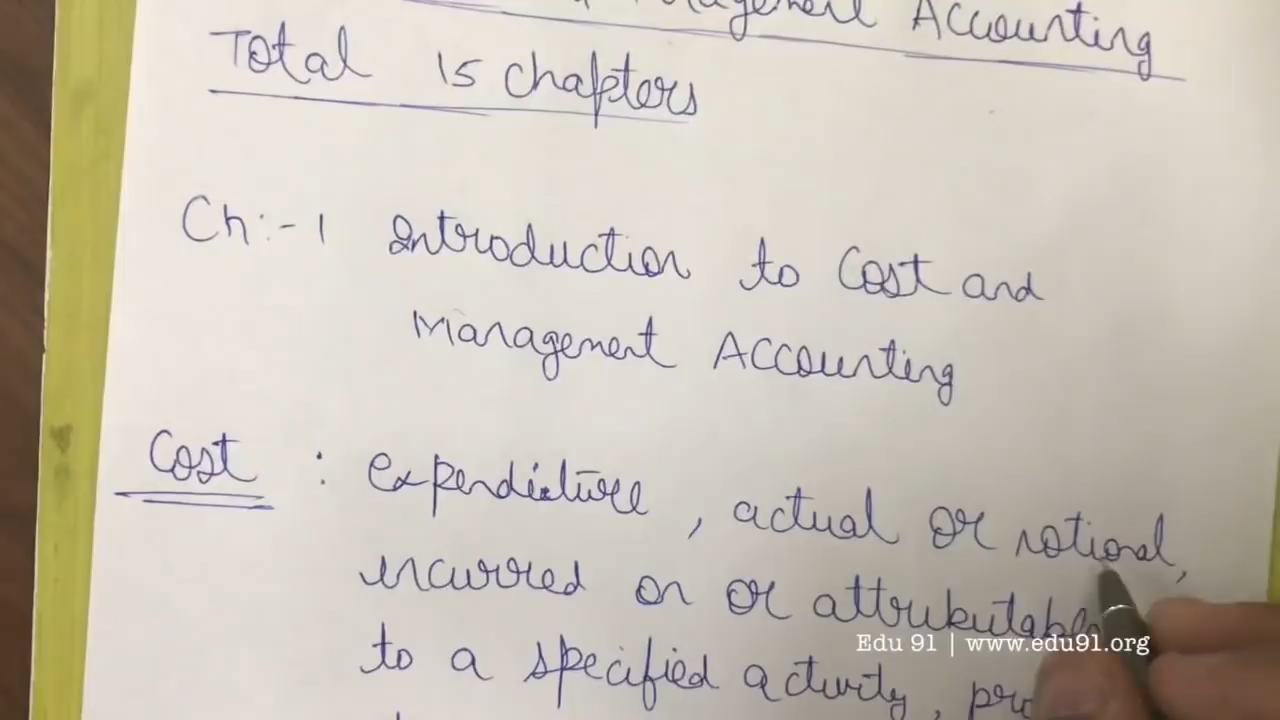 Management Accounting
Total 15 Chapters
Ch:-1 Introduction to Cost and
Management Accounting
Cost : expenditure, actual or notional,
incurred on or attributable
to a specified activity,
Edu 91 | www.edu91.org